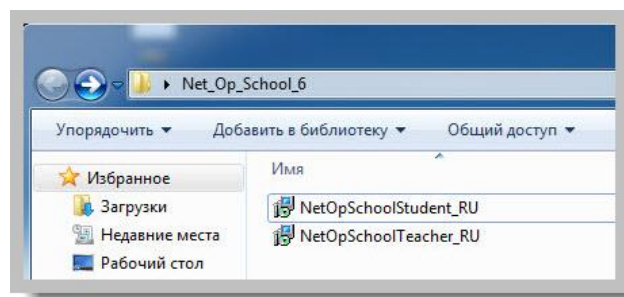 Net_Op_School_6
Упорядочить Добавить в библиотеку Общий доступ
Избранное
Загрузки
Недавние места
Рабочий стол
Имя
NetOpSchoolStudent_RU
NetOpSchoolTeacher_RU